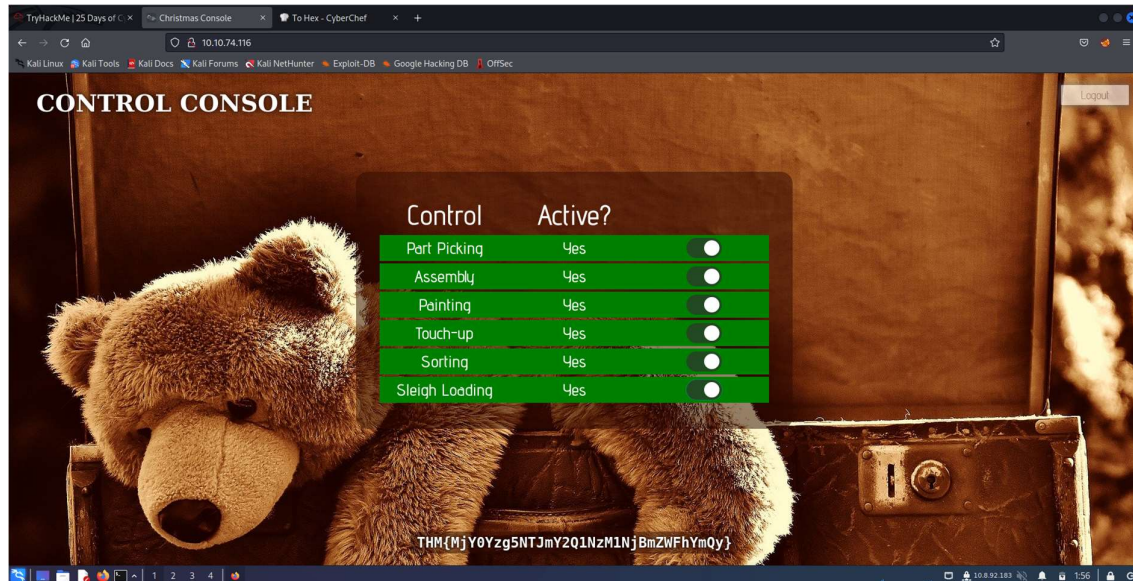 TryHackMe | 25 Days of C
Christmas Console
To Hex - CyberChef
10.10.74.116
Kali Linux
Kali Tools
Kali Docs
Kali Forums
Kali NetHunter
Exploit-DB
Google Hacking DB
OffSec
CONTROL CONSOLE
Logout
Control Active?
Part Picking Yes
Assembly Yes
Painting Yes
Touch-up Yes
Sorting Yes
Sleigh Loading Yes
THM{MjY0Yzg5NTJmY2Q1NzM1NjBmZWFhYmQy}
1 2 3 4
10.8.92.183
1:56